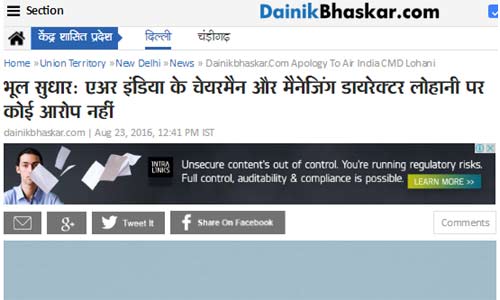 Section
DainikBhaskar.com
केंद्र शासित प्रदेश दिल्ली चंड़ीगढ़
Home »Union Territory »New Delhi »News » Dainikbhaskar.Com Apology To Air India CMD Lohani
भूल सुधार: एअर इंडिया के चेयरमैन और मैनेजिंग डायरेक्टर लोहानी पर
कोई आरोप नहीं
dainikbhaskar.com | Aug 23, 2016, 12:41 PM IST
INTRA
LINKS
Unsecure content's out of control. You're running regulatory risks.
Full control, auditability & compliance is possible. LEARN MORE »
g+ Tweet It f Share On Facebook Comments